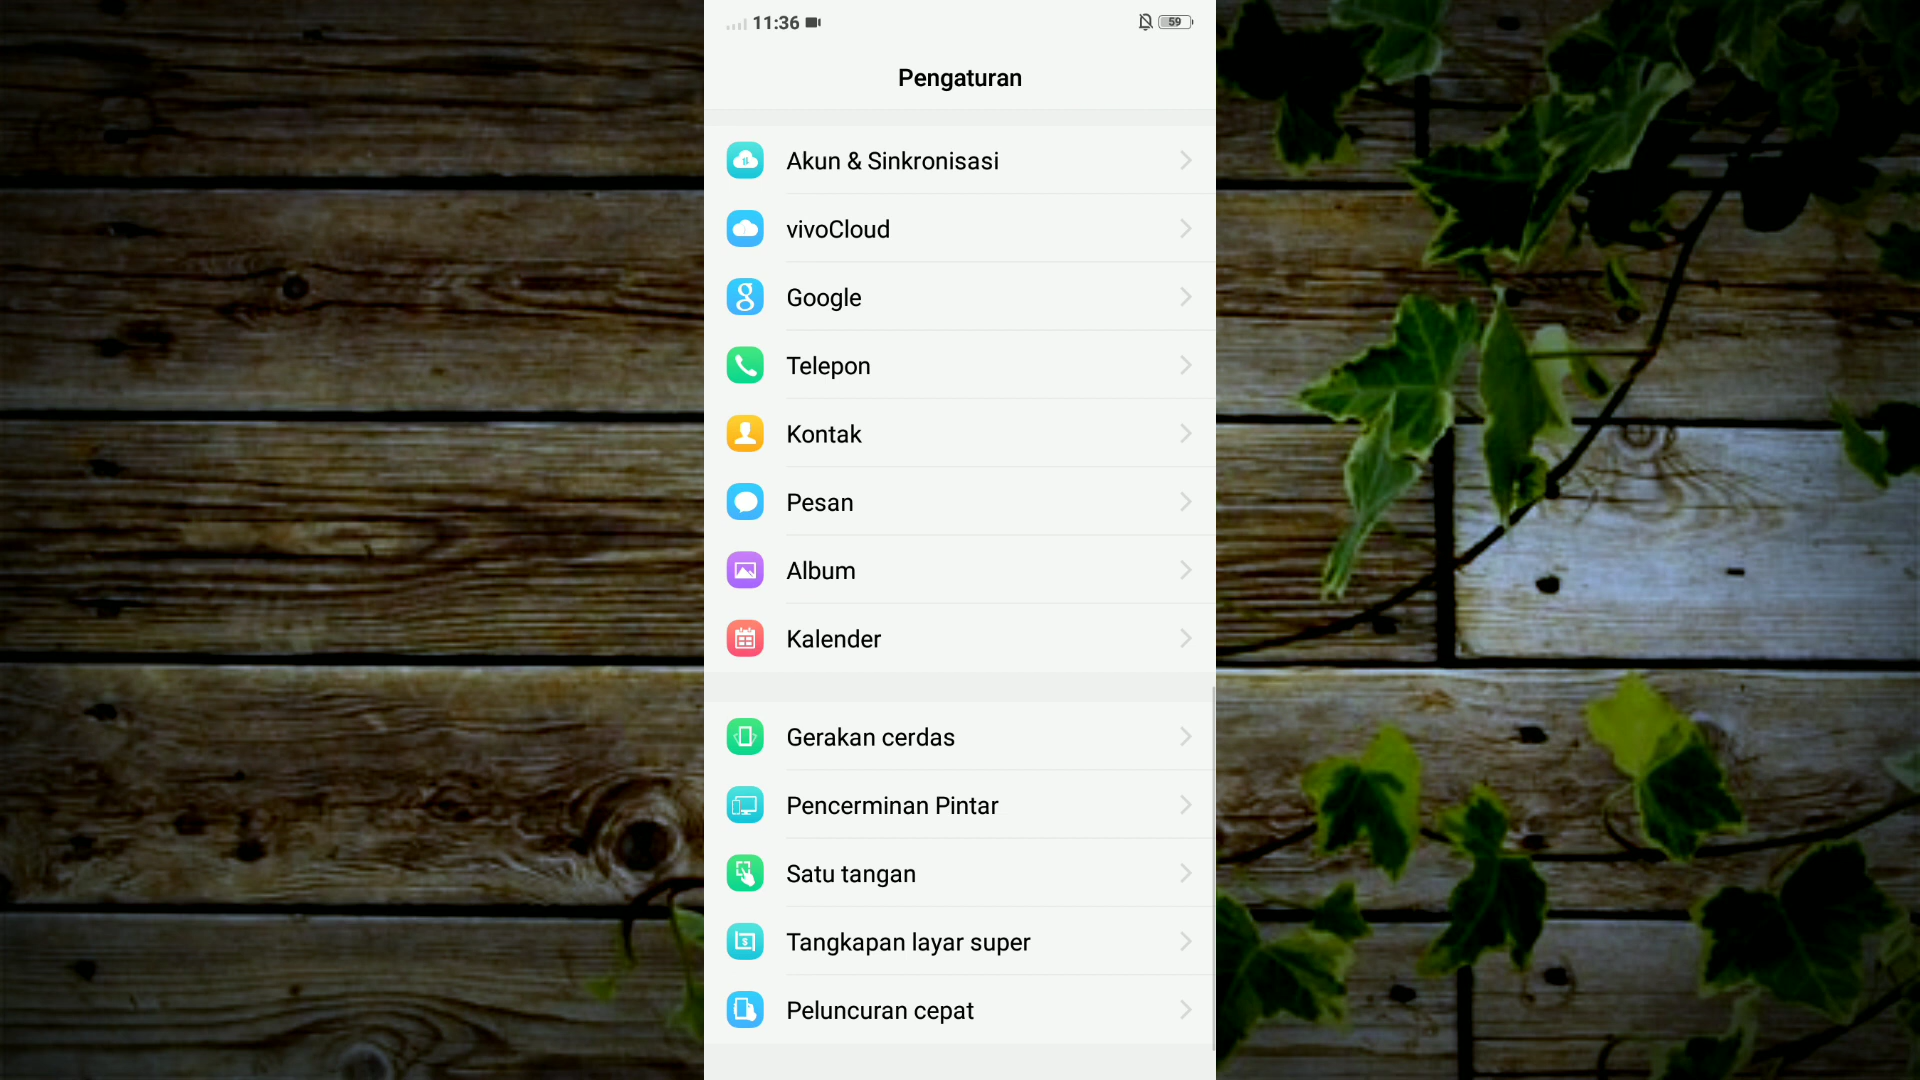 11:36
59
Pengaturan
Akun & Sinkronisasi
vivoCloud
Google
Telepon
Kontak
Pesan
Album
Kalender
Gerakan cerdas
Pencerminan Pintar
Satu tangan
Tangkapan layar super
Peluncuran cepat